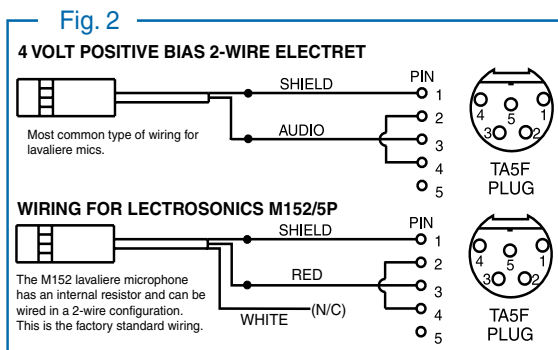 Fig. 2
4 VOLT POSITIVE BIAS 2-WIRE ELECTRET
SHIELD
PIN
1
2
AUDIO
3
4
5
Most common type of wiring for
lavaliere mics.
4
5
1
3
2
TA5F
PLUG
WIRING FOR LECTROSONICS M152/5P
SHIELD
PIN
1
2
RED
3
WHITE
(N/C)
4
5
The M152 lavaliere microphone
has an internal resistor and can be
wired in a 2-wire configuration.
This is the factory standard wiring.
4
5
1
3
2
TA5F
PLUG